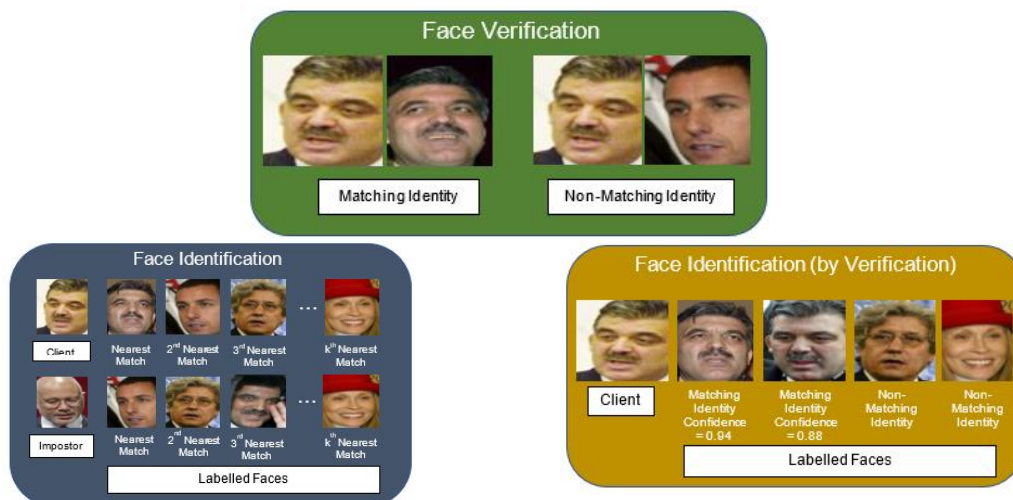 Face Verification
Matching Identity
Non-Matching Identity
Face Identification
...
Client
Nearest
Match
2nd Nearest
Match
3rd Nearest
Match
kth Nearest
Match
...
Impostor
Nearest
Match
2nd Nearest
Match
3rd Nearest
Match
kth Nearest
Match
Labelled Faces
Face Identification (by Verification)
Client
Matching
Identity
Confidence
= 0.94
Matching
Identity
Confidence
= 0.88
Non-
Matching
Identity
Non-
Matching
Identity
Labelled Faces